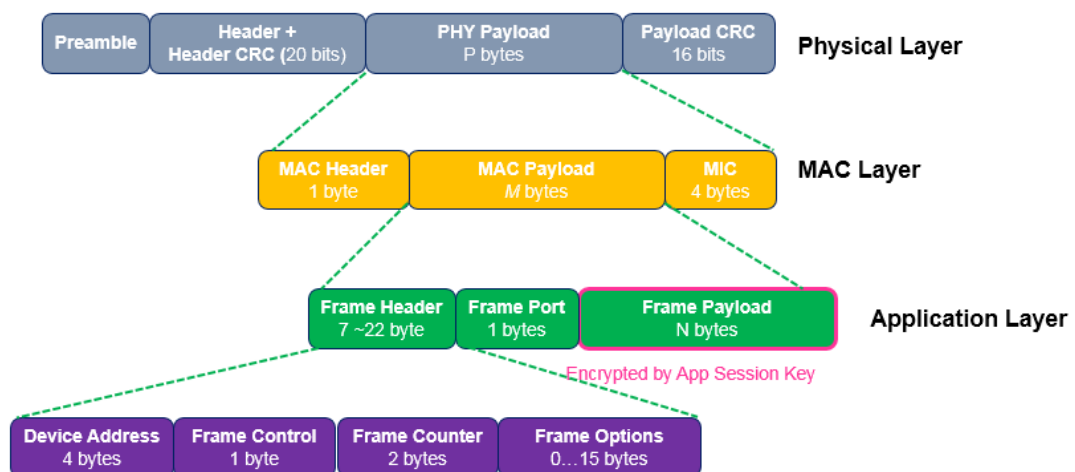 Preamble
Header +
Header CRC (20 bits)
PHY Payload
P bytes
Payload CRC
16 bits
Physical Layer
MAC Header
1 byte
MAC Payload
M bytes
MIC
4 bytes
MAC Layer
Frame Header
7 ~22 byte
Frame Port
1 bytes
Frame Payload
N bytes
Application Layer
Encrypted by App Session Key
Device Address
4 bytes
Frame Control
1 byte
Frame Counter
2 bytes
Frame Options
0...15 bytes